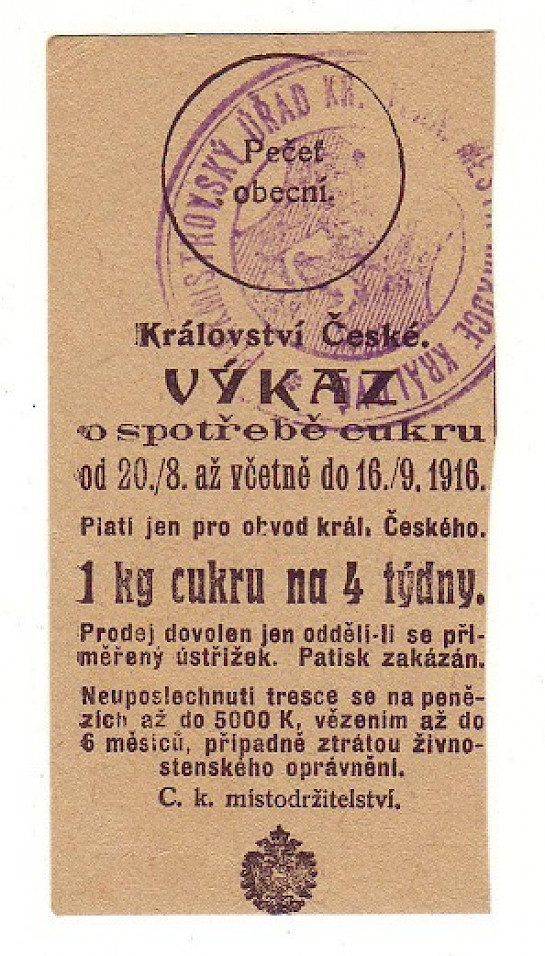 Pečeť
obecní.
ÚŘAD KR.
Království České.
VÝKAZ
o spotřebě cukru
od 20./8. až včetně do 16./9. 1916.
Platí jen pro obvod král. Českého.
1 kg cukru na 4 týdny.
Prodej dovolen jen oddělí-li se při-
měřený ústřižek. Patisk zakázán.
Neuposlechnutí tresce se na peně-
zích až do 5000 K, vězením až do
6 měsíců, případně ztrátou živno-
stenského oprávnění.
C. k. místodržitelství.